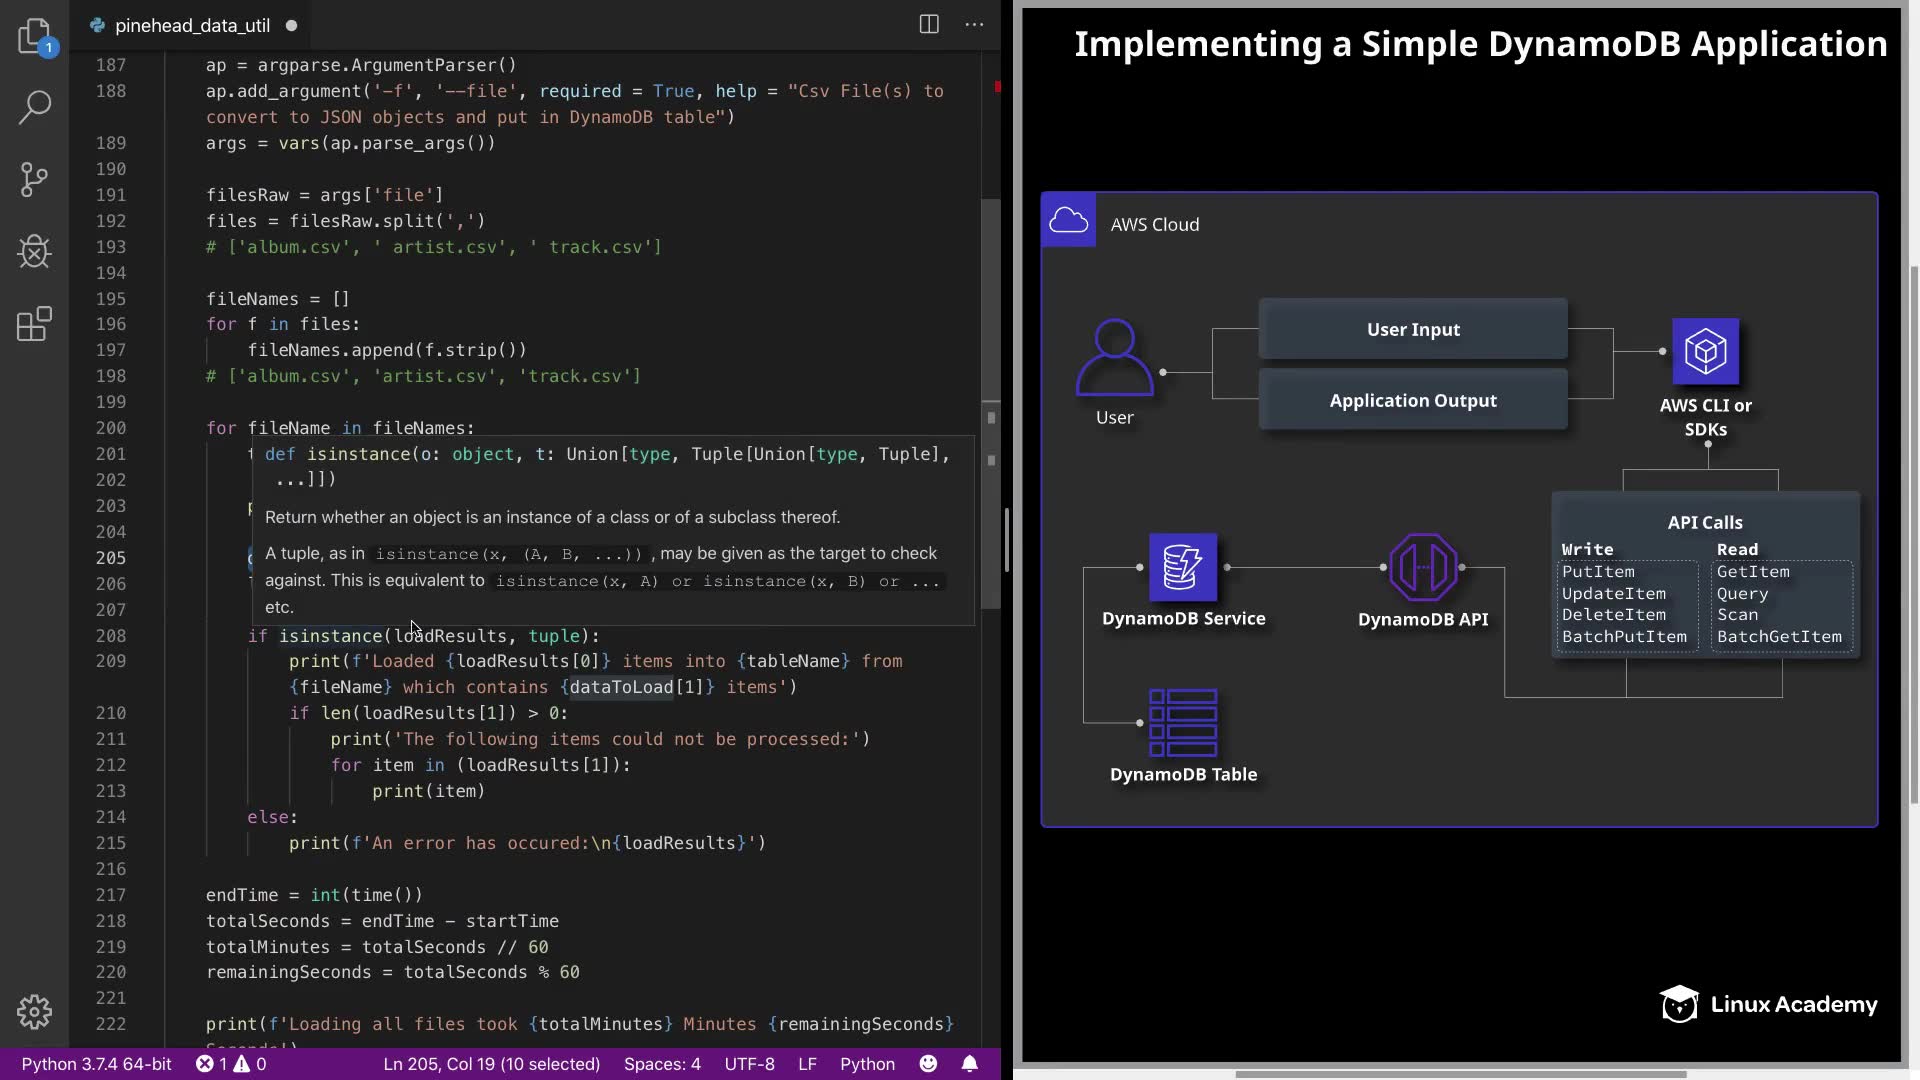 1
pinehead_data_util
187 ap = argparse.ArgumentParser()
188 ap.add_argument('-f', '--file', required = True, help = "Csv File(s) to
convert to JSON objects and put in DynamoDB table")
189 args = vars(ap.parse_args())
190
191 filesRaw = args['file']
192 files = filesRaw.split(',')
193 # ['album.csv', ' artist.csv', ' track.csv']
194
195 fileNames = []
196 for f in files:
197 fileNames.append(f.strip())
198 # ['album.csv', 'artist.csv', 'track.csv']
199
200 for fileName in fileNames:
201
202
203
204
205
206
207
def isinstance(o: object, t: Union[type, Tuple[Union[type, Tuple],
...]])
Return whether an object is an instance of a class or of a subclass thereof.
A tuple, as in isinstance(x, (A, B, ...)) , may be given as the target to check
against. This is equivalent to isinstance(x, A) or isinstance(x, B) or ...
etc.
208 if isinstance(loadResults, tuple):
209 print(f'Loaded {loadResults[0]} items into {tableName} from
{fileName} which contains {dataToLoad[1]} items')
210 if len(loadResults[1]) > 0:
211 print('The following items could not be processed:')
212 for item in (loadResults[1]):
213 print(item)
214 else:
215 print(f'An error has occured:\n{loadResults}')
216
217 endTime = int(time())
218 totalSeconds = endTime - startTime
219 totalMinutes = totalSeconds // 60
220 remainingSeconds = totalSeconds % 60
221
222 print(f'Loading all files took {totalMinutes} Minutes {remainingSeconds}
Python 3.7.4 64-bit 1 0 Ln 205, Col 19 (10 selected) Spaces: 4 UTF-8 LF Python
Implementing a Simple DynamoDB Application
AWS Cloud
User Input
Application Output
User
AWS CLI or
SDKs
API Calls
Write Read
PutItem GetItem
UpdateItem Query
DeleteItem Scan
BatchPutItem BatchGetItem
DynamoDB Service
DynamoDB API
DynamoDB Table
Linux Academy